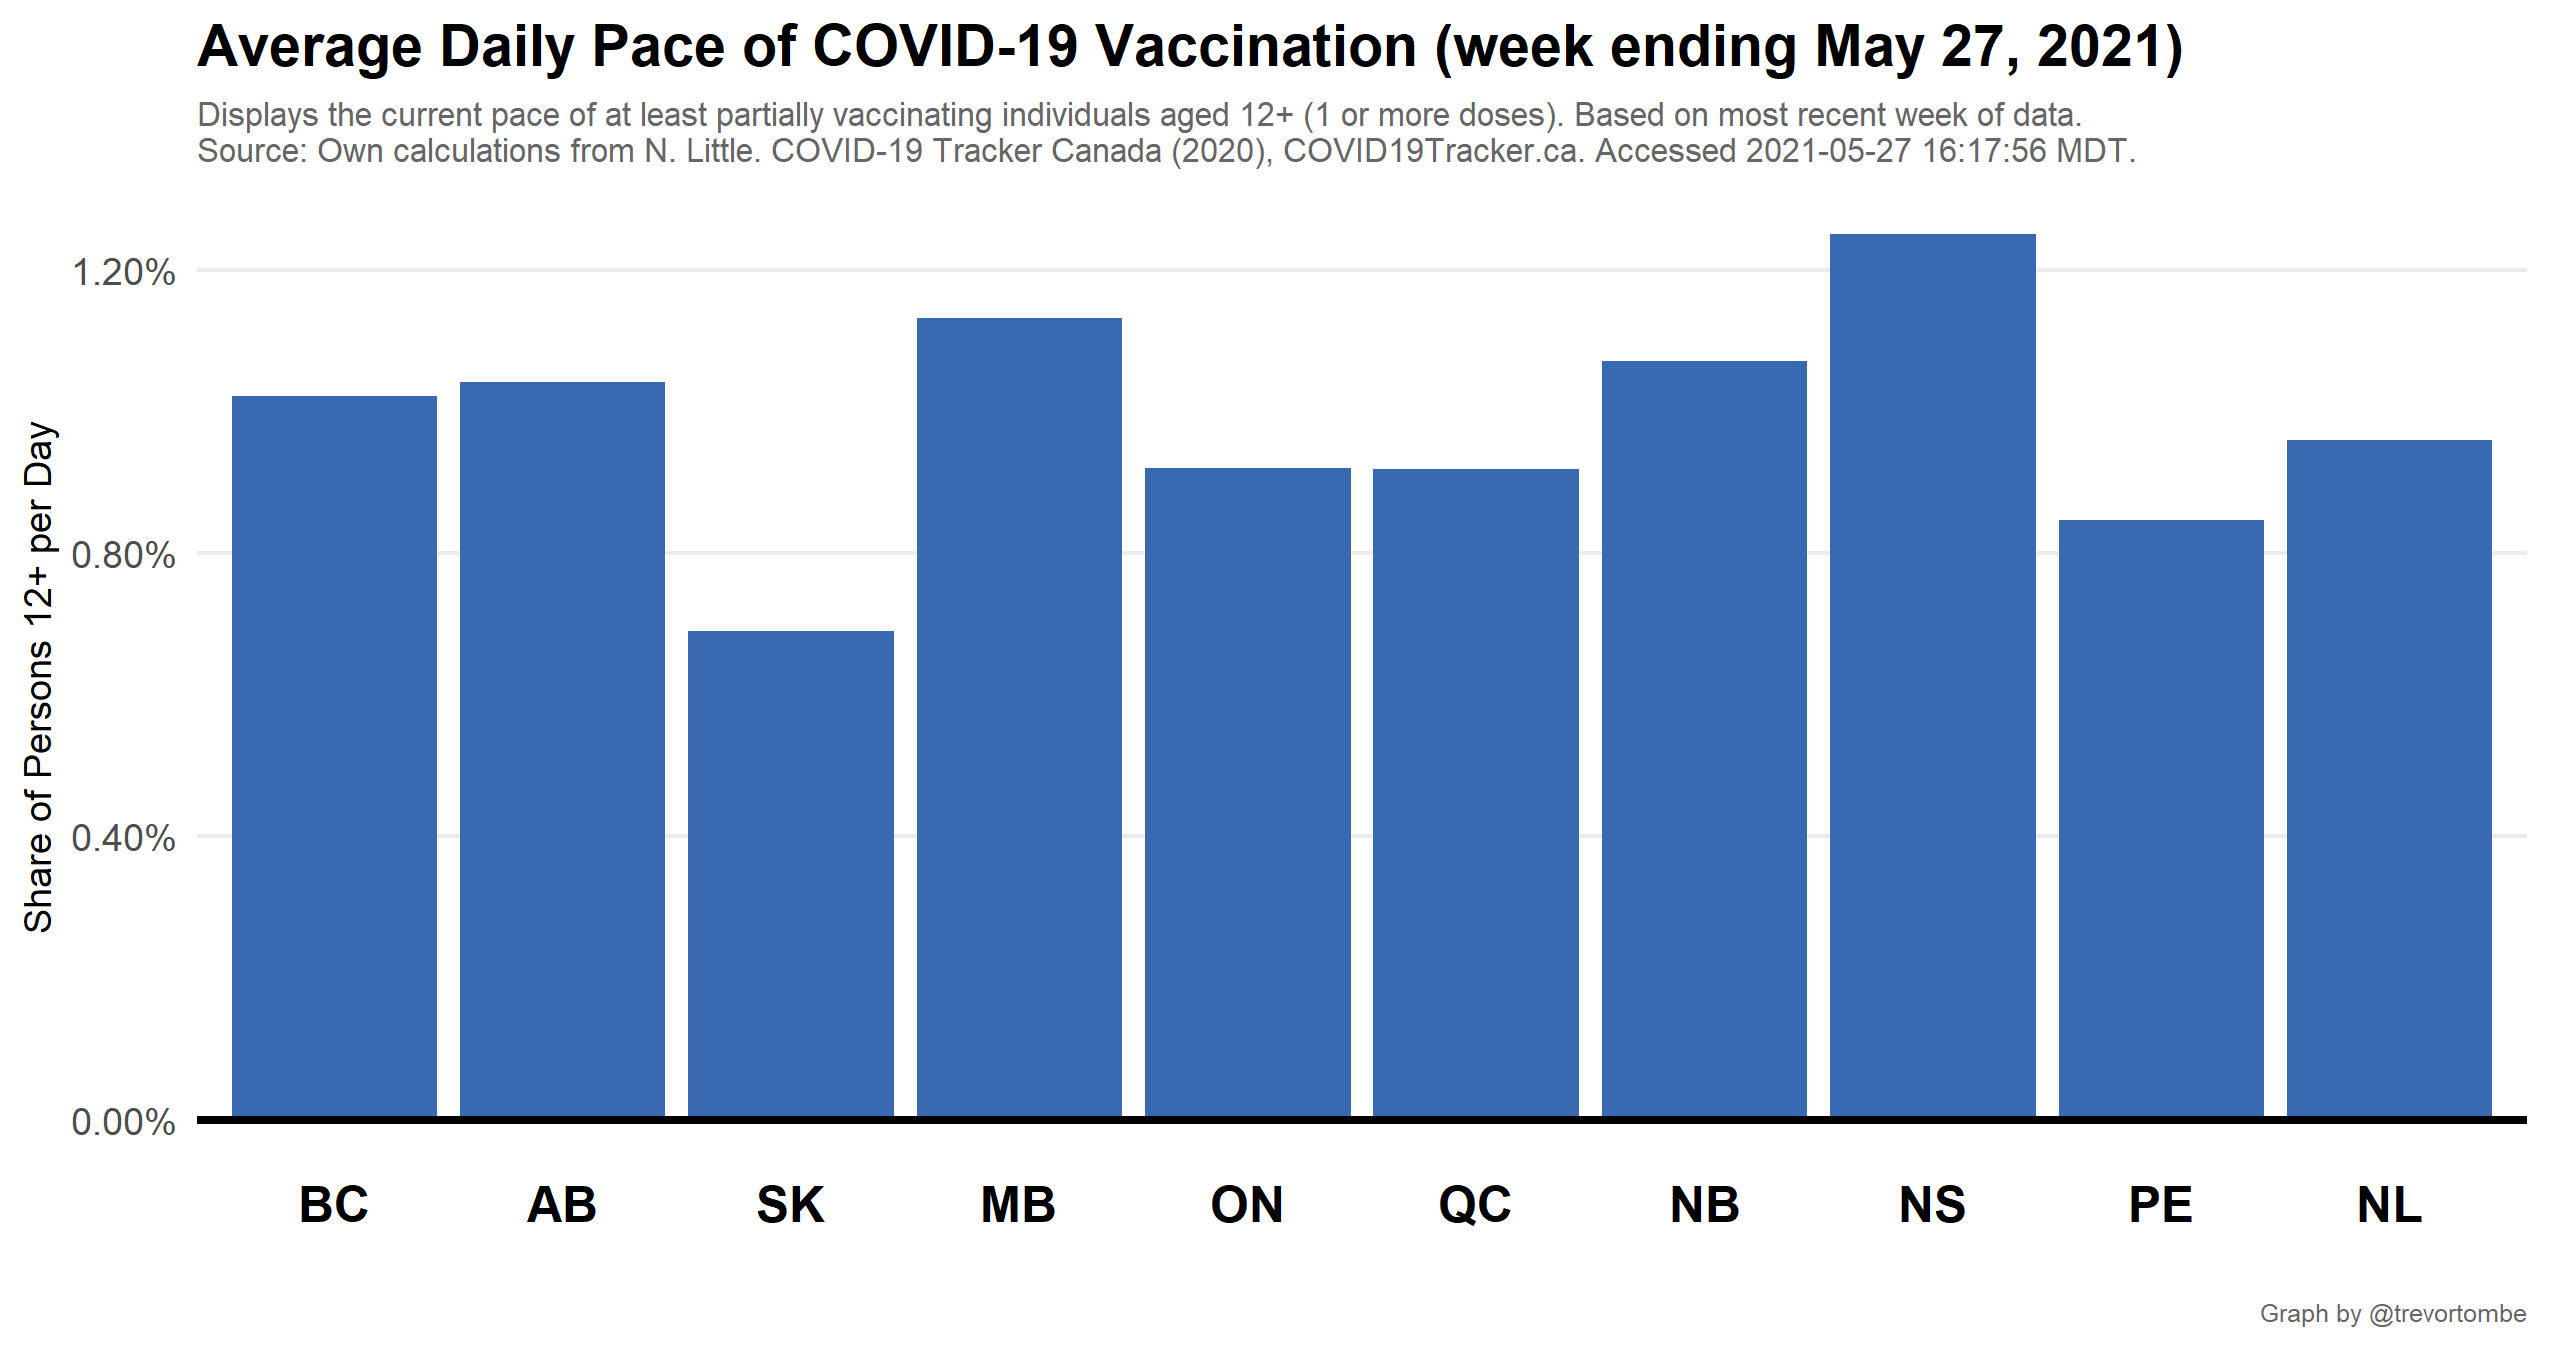 Average Daily Pace of COVID-19 Vaccination (week ending May 27, 2021)
Displays the current pace of at least partially vaccinating individuals aged 12+ (1 or more doses). Based on most recent week of data.
Source: Own calculations from N. Little. COVID-19 Tracker Canada (2020), COVID19Tracker.ca. Accessed 2021-05-27 16:17:56 MDT.
Share of Persons 12+ per Day
1.20%
0.80%
0.40%
0.00%
BC AB SK MB ON QC NB NS PE NL
Graph by @trevortombe